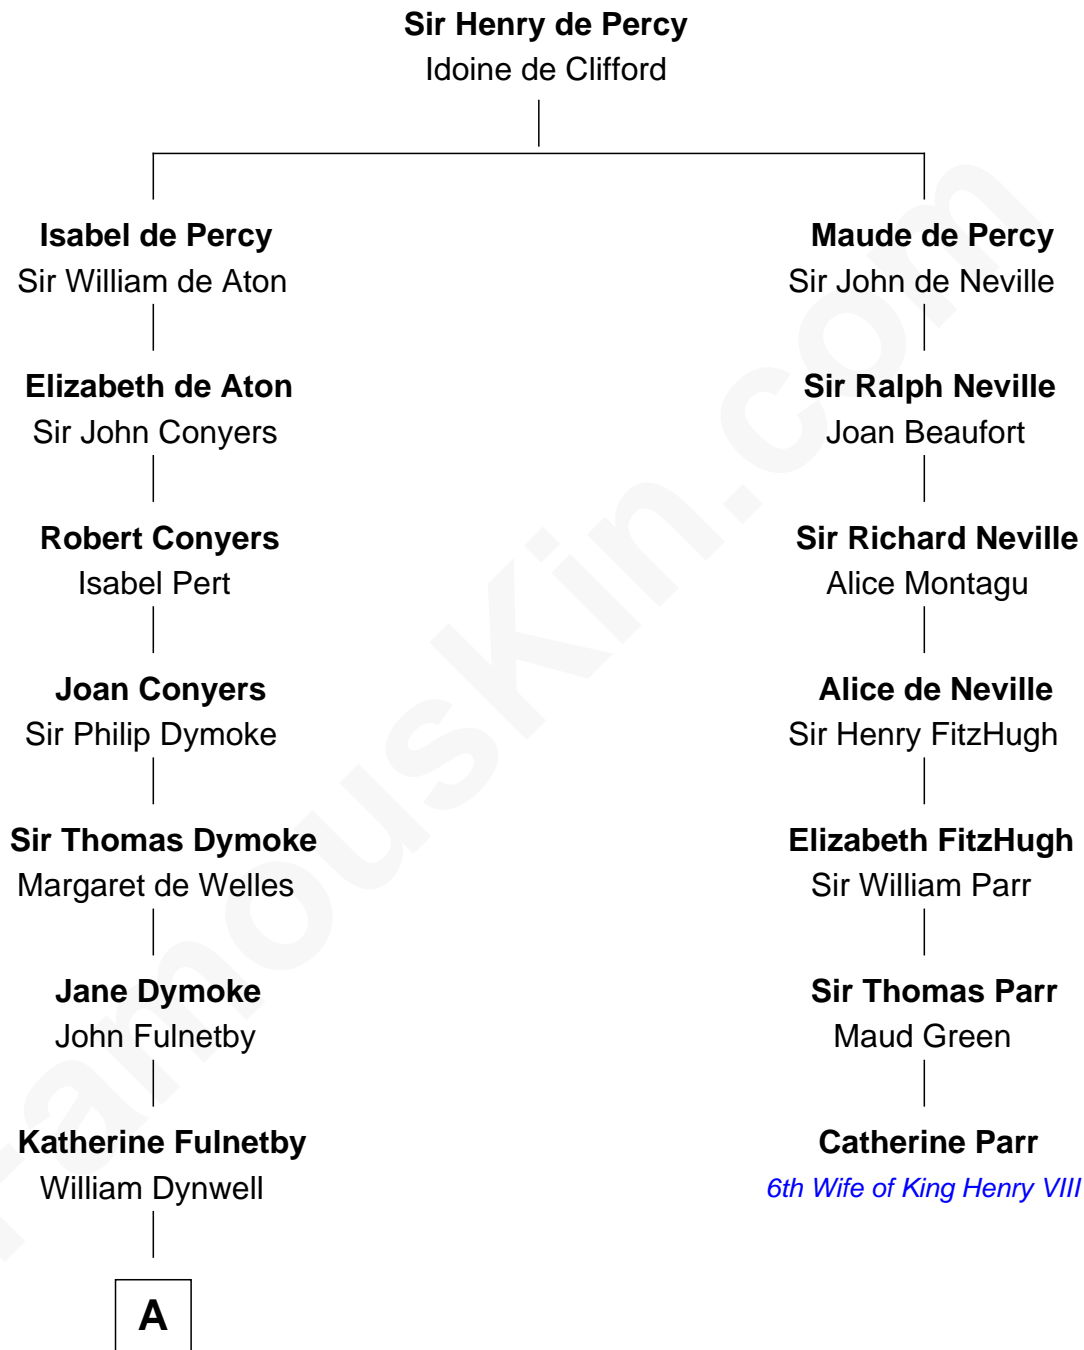 Sir Henry de Percy
Idoine de Clifford
Isabel de Percy
Sir William de Aton
Elizabeth de Aton
Sir John Conyers
Robert Conyers
Isabel Pert
Joan Conyers
Sir Philip Dymoke
Sir Thomas Dymoke
Margaret de Welles
Jane Dymoke
John Fulnetby
Katherine Fulnetby
William Dynwell
A
Maude de Percy
Sir John de Neville
Sir Ralph Neville
Joan Beaufort
Sir Richard Neville
Alice Montagu
Alice de Neville
Sir Henry FitzHugh
Elizabeth FitzHugh
Sir William Parr
Sir Thomas Parr
Maud Green
Catherine Parr
6th Wife of King Henry VIII
FamousKin.com